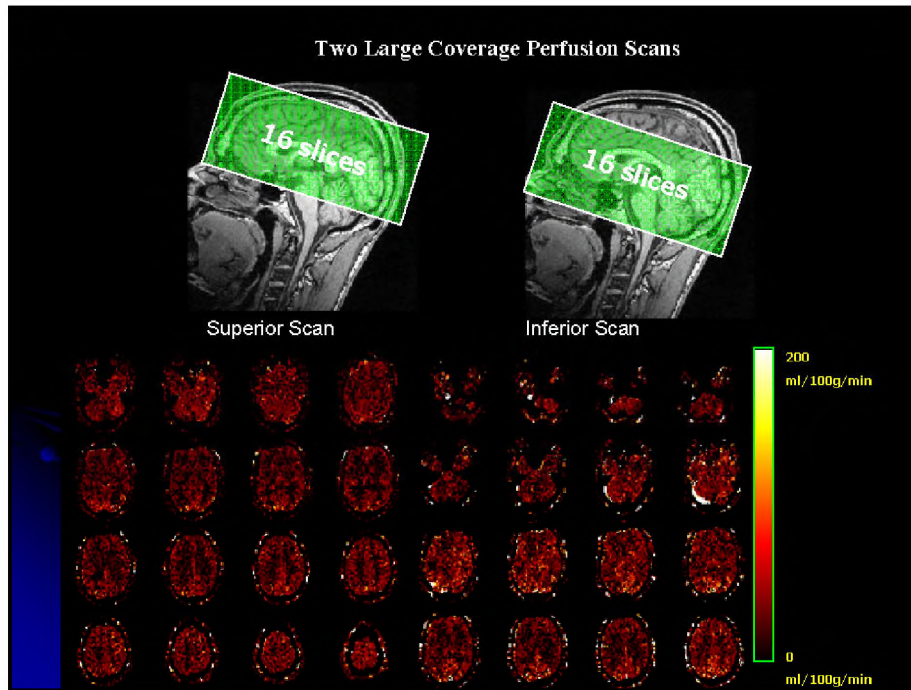 Two Large Coverage Perfusion Scans
16 slices
16 slices
Superior Scan
Inferior Scan
200
ml/100g/min
0
ml/100g/min